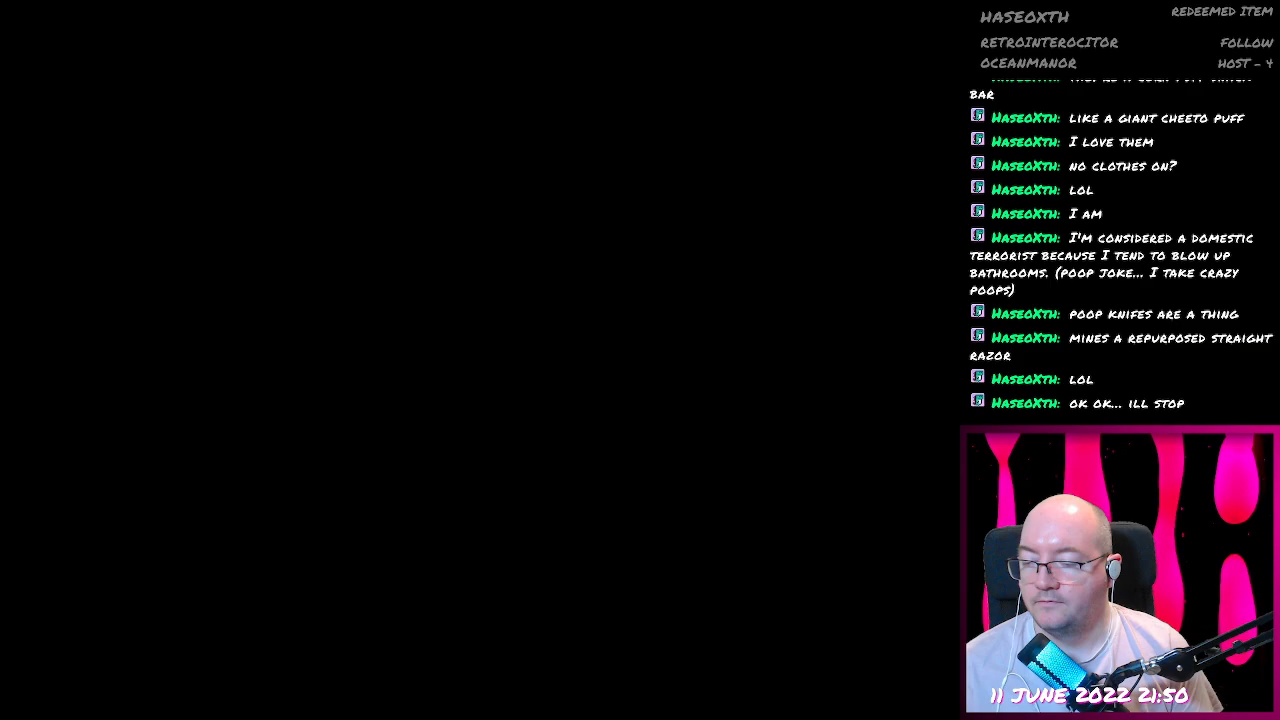 HASEOXTH REDEEMED ITEM
RETROINTEROCITOR FOLLOW
OCEANMANOR HOST - 4
BAR
HASEOXTH: LIKE A GIANT CHEETO PUFF
HASEOXTH: I LOVE THEM
HASEOXTH: NO CLOTHES ON?
HASEOXTH: LOL
HASEOXTH: I AM
HASEOXTH: I'M CONSIDERED A DOMESTIC
TERRORIST BECAUSE I TEND TO BLOW UP
BATHROOMS. (POOP JOKE... I TAKE CRAZY
POOPS)
HASEOXTH: POOP KNIFES ARE A THING
HASEOXTH: MINES A REPURPOSED STRAIGHT
RAZOR
HASEOXTH: LOL
HASEOXTH: OK OK... ILL STOP
11 JUNE 2022 21:50